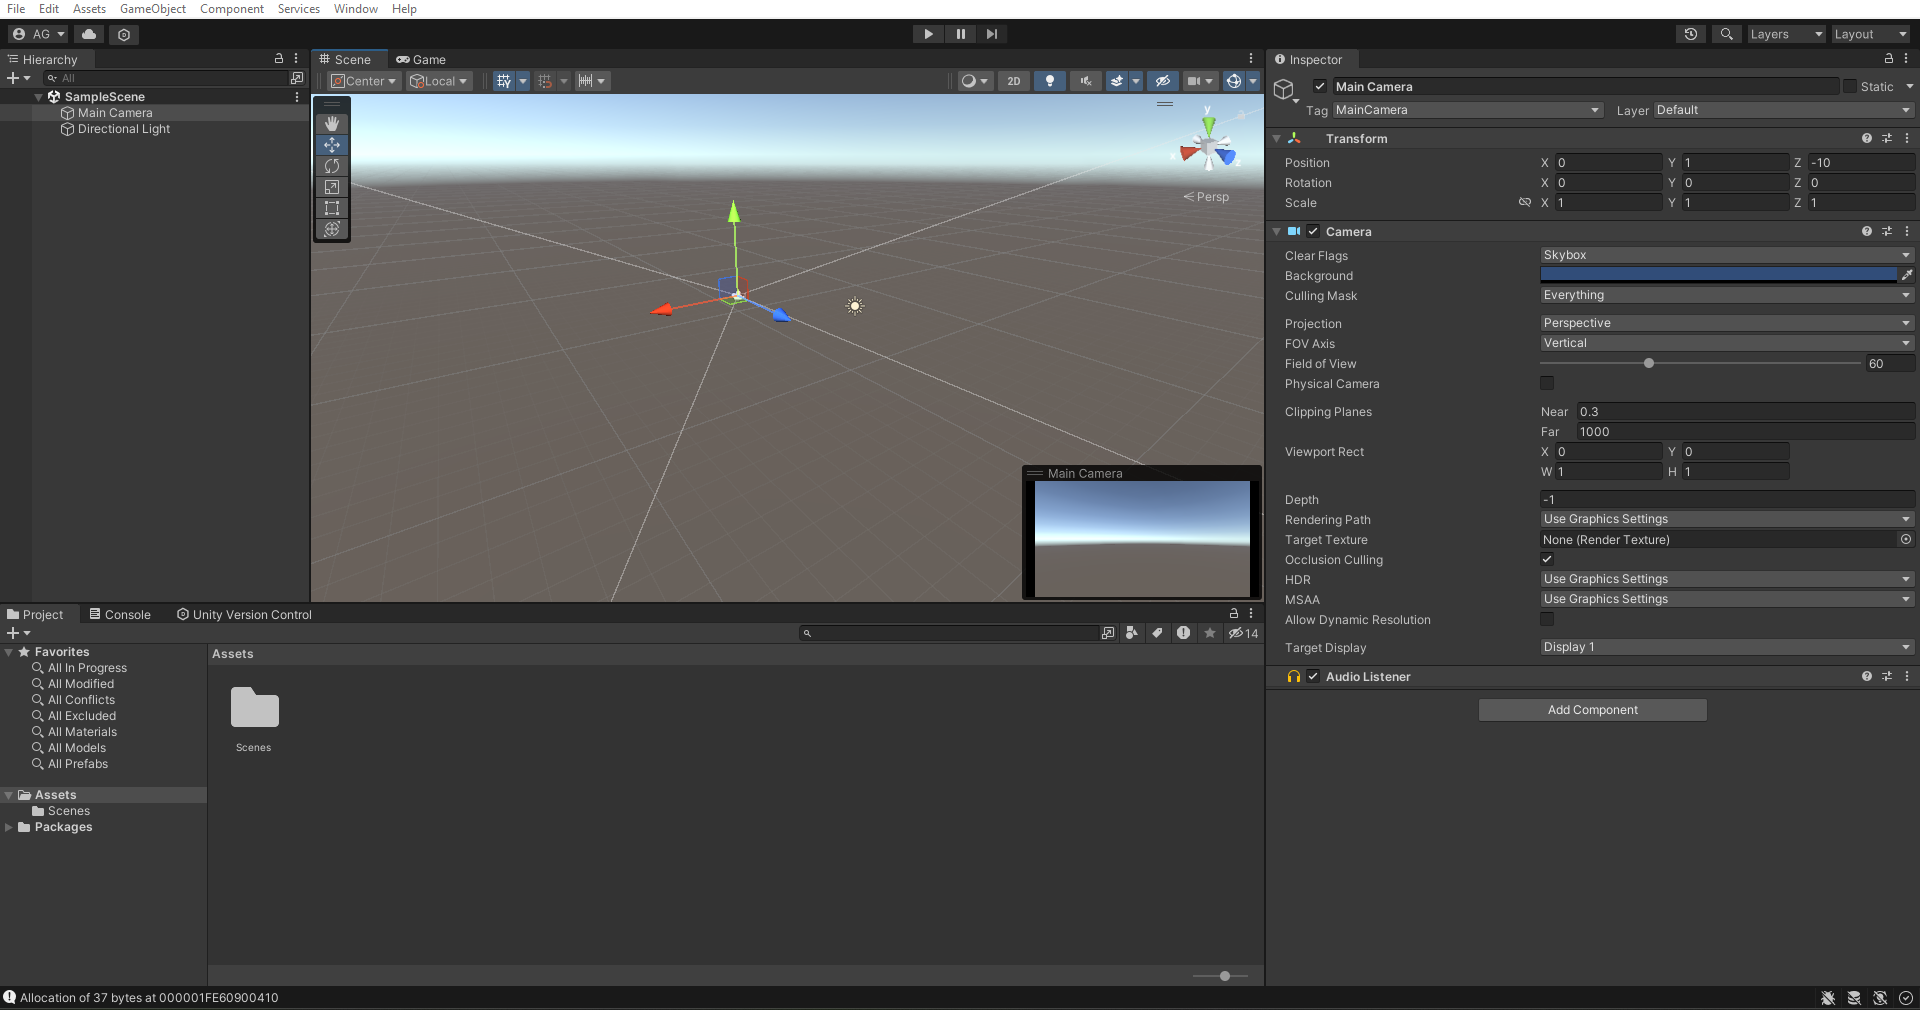 File Edit Assets GameObject Component Services Window Help
AG Layers Layout
Hierarchy
All
SampleScene
Main Camera
Directional Light
Scene Game
Center Local 2D
y
x z
Persp
Main Camera
Project Console Unity Version Control
14
Favorites
All In Progress
All Modified
All Conflicts
All Excluded
All Materials
All Models
All Prefabs
Assets
Scenes
Packages
Assets
Scenes
Inspector
Main Camera Static
Tag MainCamera Layer Default
Transform
Position X 0 Y 1 Z -10
Rotation X 0 Y 0 Z 0
Scale X 1 Y 1 Z 1
Camera
Clear Flags Skybox
Background
Culling Mask Everything
Projection Perspective
FOV Axis Vertical
Field of View 60
Physical Camera
Clipping Planes Near 0.3
Far 1000
Viewport Rect X 0 Y 0
W 1 H 1
Depth -1
Rendering Path Use Graphics Settings
Target Texture None (Render Texture)
Occlusion Culling
HDR Use Graphics Settings
MSAA Use Graphics Settings
Allow Dynamic Resolution
Target Display Display 1
Audio Listener
Add Component
Allocation of 37 bytes at 000001FE60900410